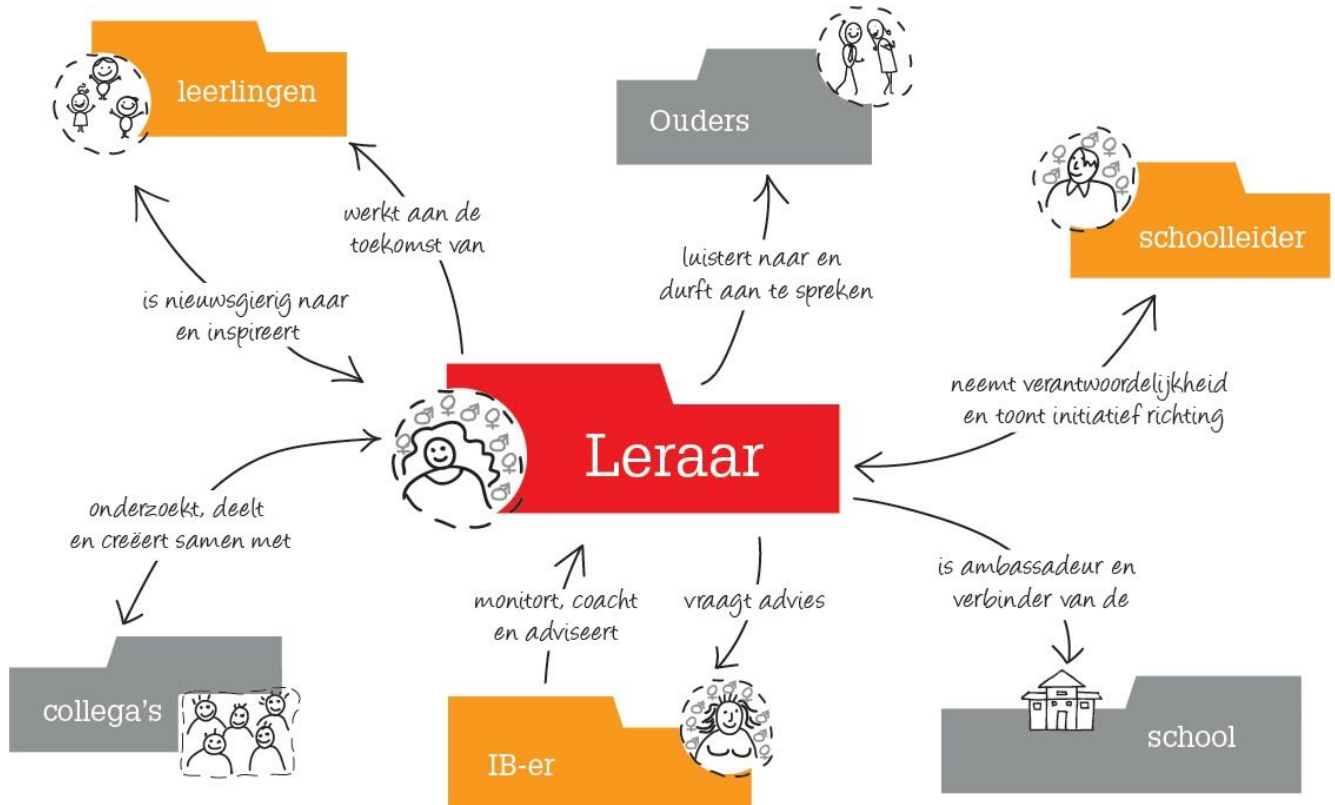 leerlingen
Ouders
schoolleider
werkt aan de
toekomst van
luistert naar en
durft aan te spreken
is nieuwsgierig naar
en inspireert
neemt verantwoordelijkheid
en toont initiatief richting
Leraar
onderzoekt, deelt
en creëert samen met
monitort, coacht
en adviseert
vraagt advies
is ambassadeur en
verbinder van de
collega's
IB-er
school